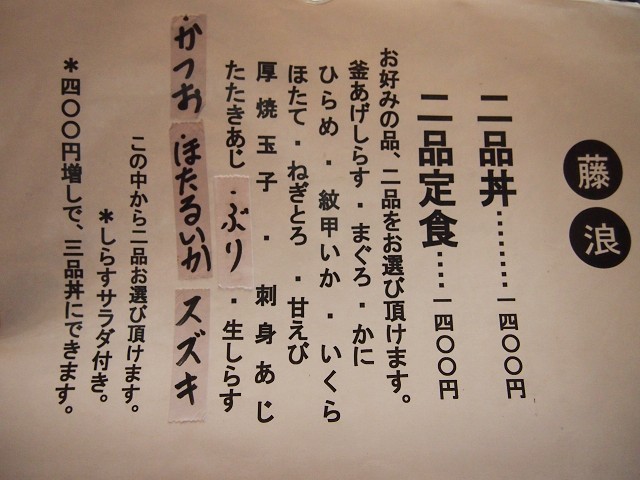 藤浪
二品丼………一四〇〇円
二品定食……一四〇〇円
お好みの品、二品をお選び頂けます。
釜あげしらす・まぐろ・かに
ひらめ・紋甲いか・いくら
ほたて・ねぎとろ・甘えび
厚焼玉子・刺身あじ
たたきあじ・ぶり・生しらす
・かつお・ほたるいか スズキ
この中から二品お選び頂けます。
＊しらすサラダ付き。
＊四〇〇円増しで、三品丼にできます。